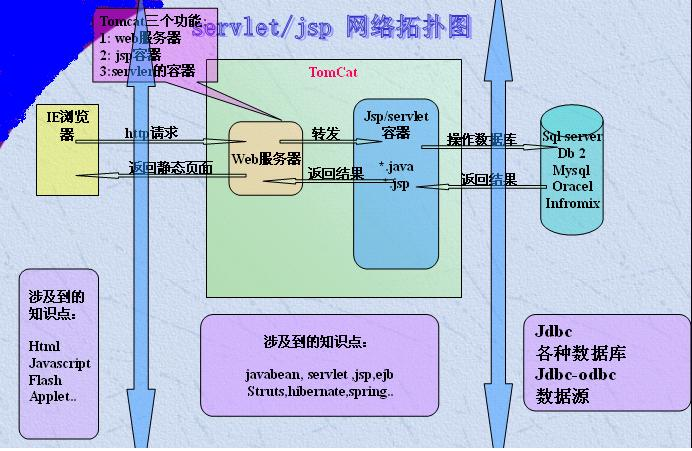 servlet/jsp 网络拓扑图
Tomcat三个功能:
1: web服务器
2: jsp容器
3:servler的容器
TomCat
IE浏览
器
http请求
返回静态页面
Web服务器
转发
返回结果
Jsp/servlet
容器
*.java
*.jsp
操作数据库
返回结果
Sql server
Db 2
Mysql
Oracel
Infromix
涉及到的
知识点：
Html
Javascript
Flash
Applet..
涉及到的知识点：
javabean, servlet ,jsp,ejb
Struts,hibernate,spring..
Jdbc
各种数据库
Jdbc-odbc
数据源